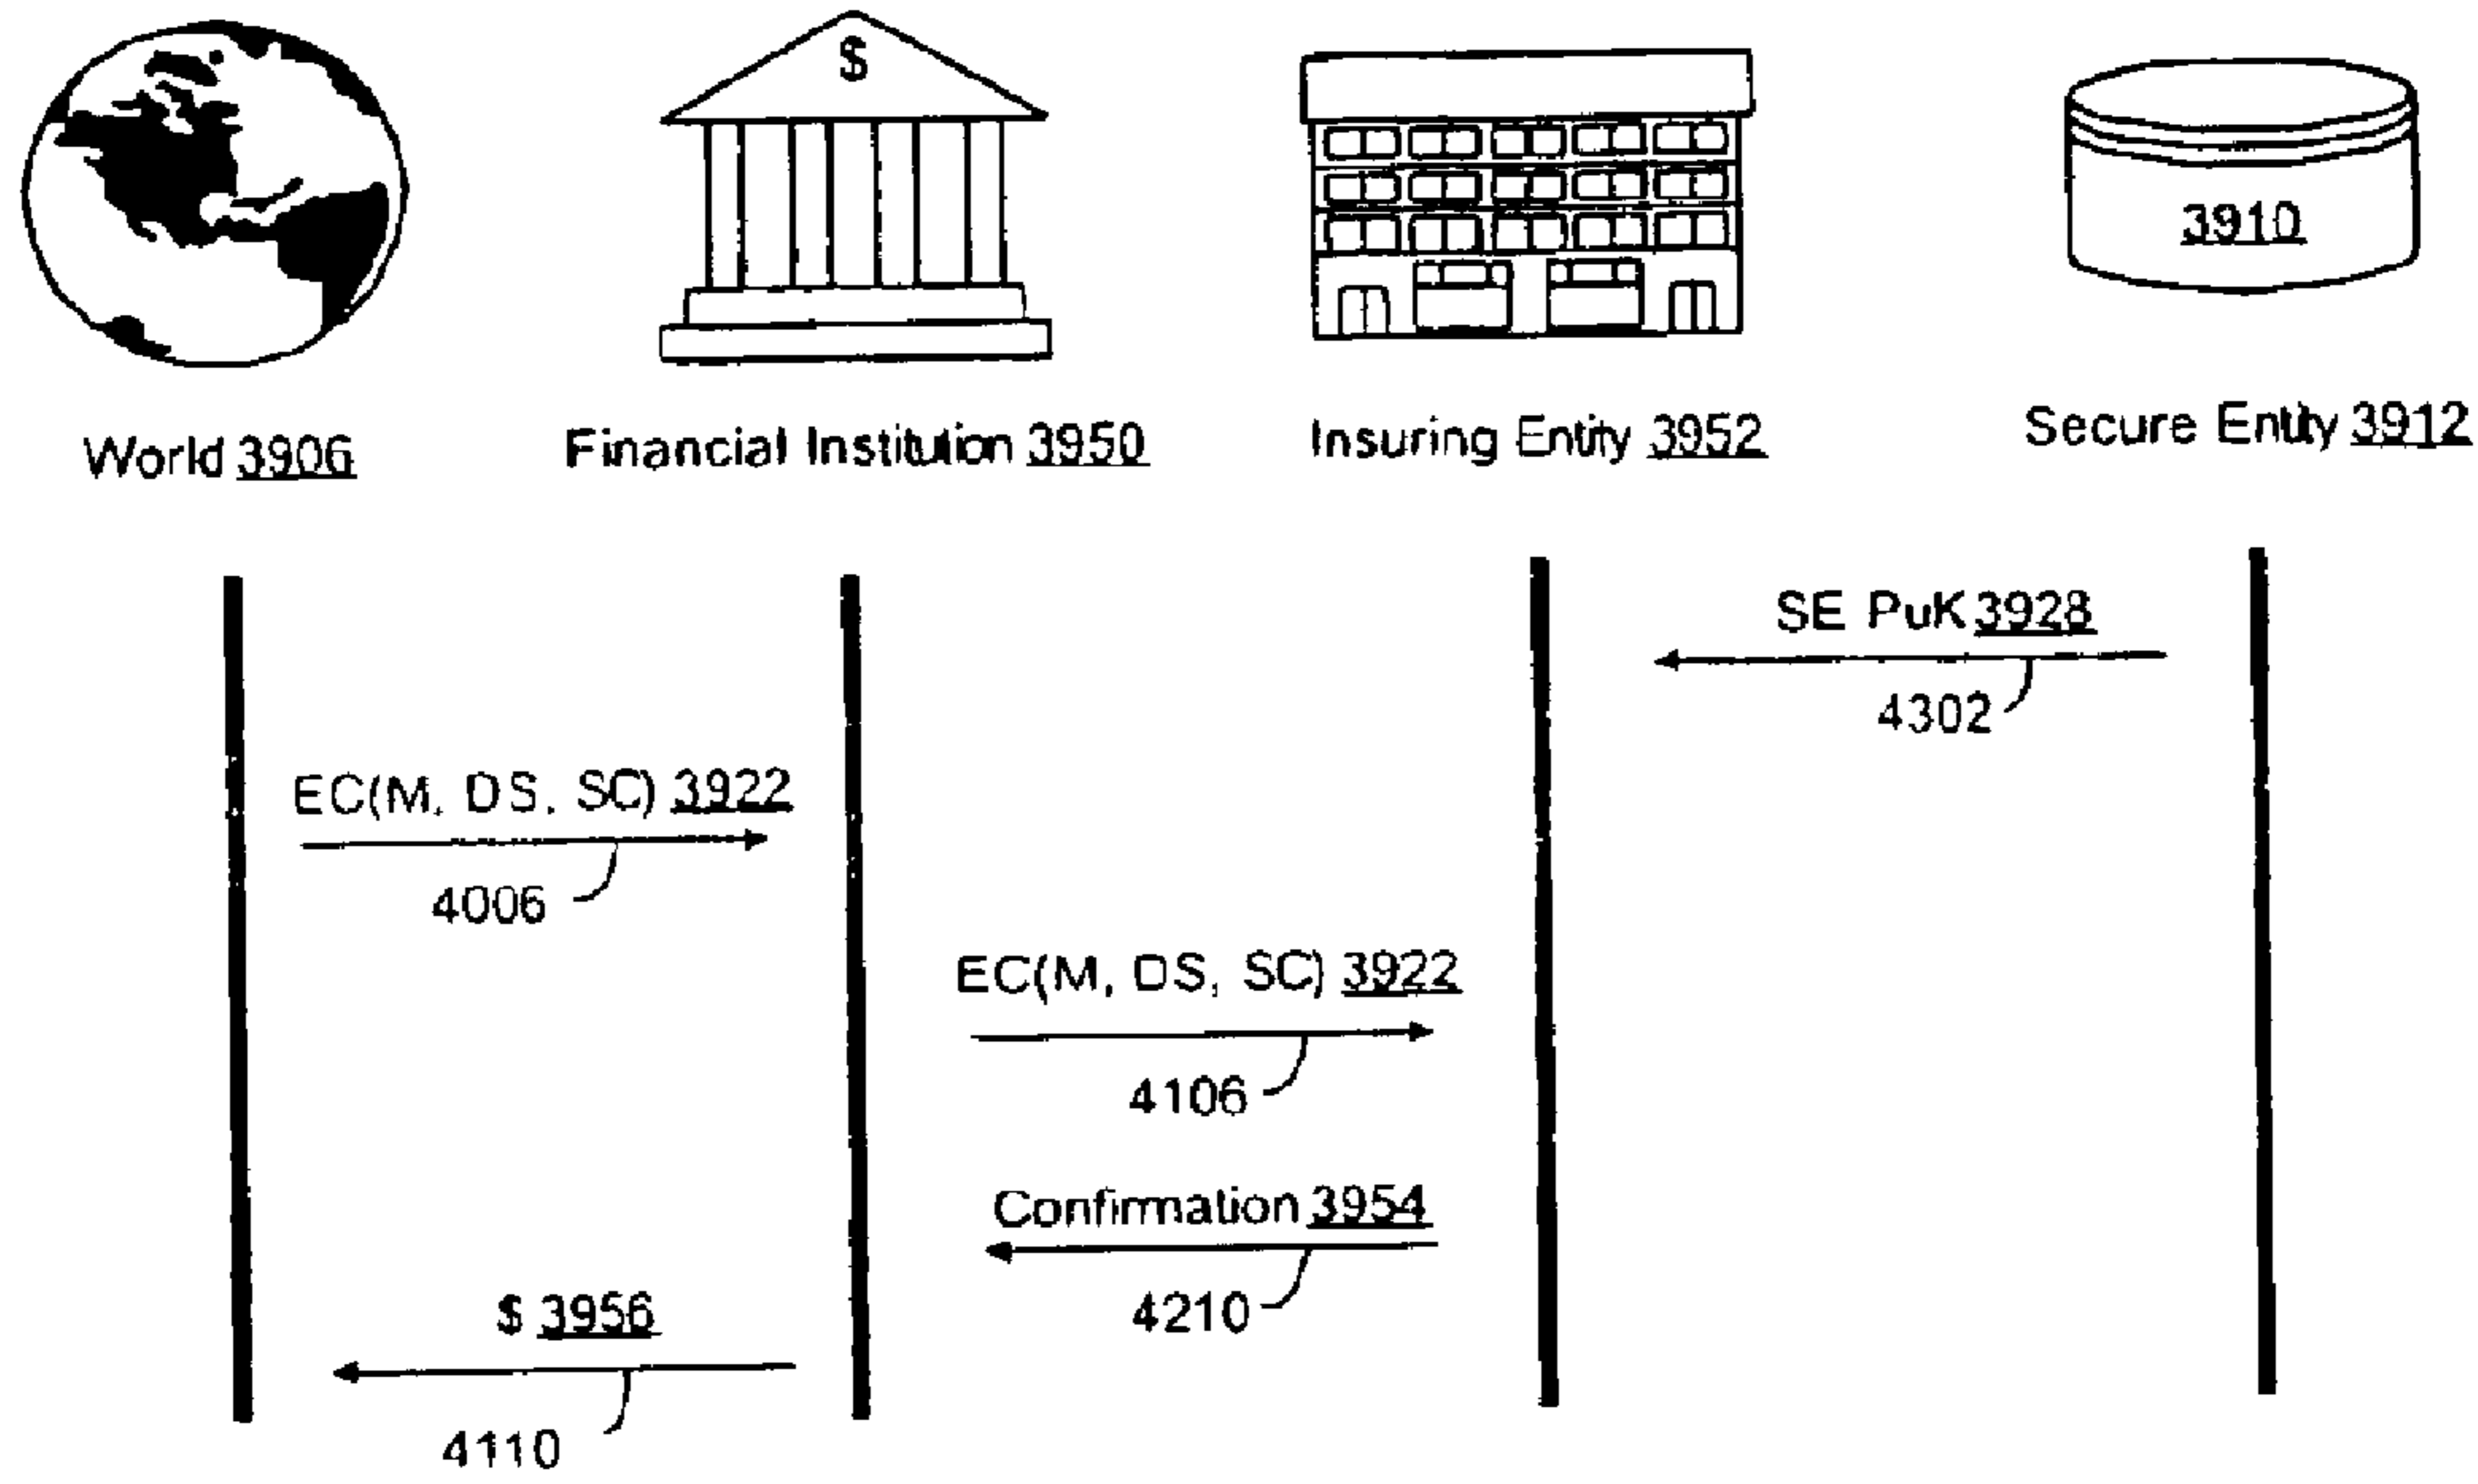 $
3910
World 3906
Financial Institution 3950
Insuring Entity 3952
Secure Entity 3912
SE PuK 3928
4302
EC(M, DS, SC) 3922
4006
EC(M, DS, SC) 3922
4106
Confirmation 3954
4210
$ 3956
4110